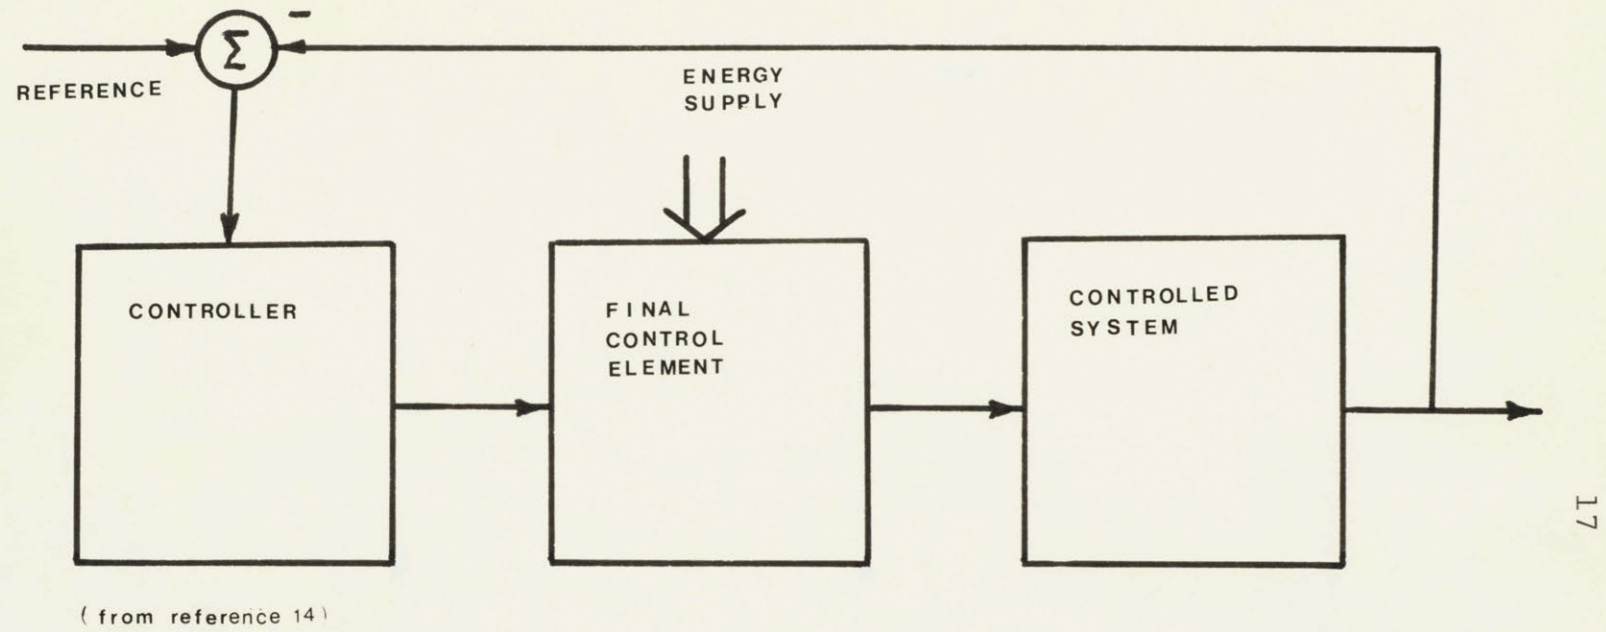 −
Σ
REFERENCE
ENERGY
SUPPLY
CONTROLLER
FINAL
CONTROL
ELEMENT
CONTROLLED
SYSTEM
17
(from reference 14)